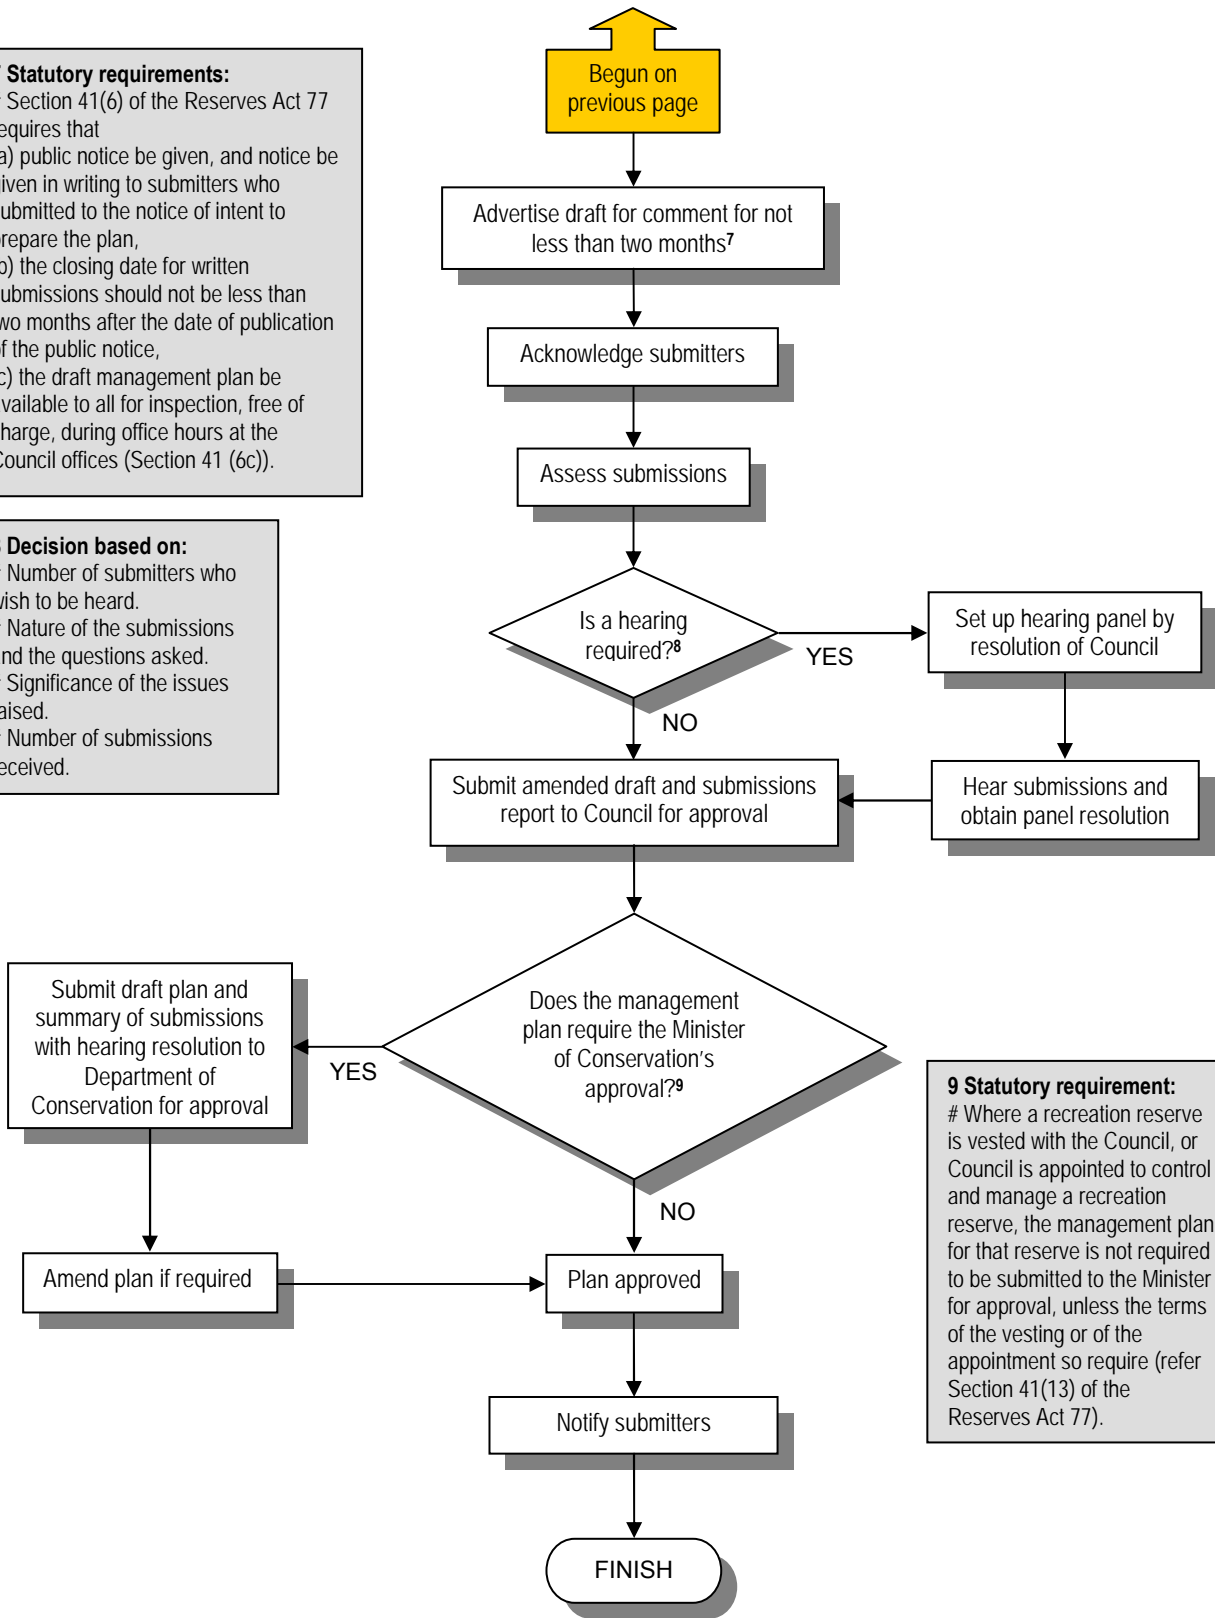 Begun on
previous page
Statutory requirements:
Section 41(6) of the Reserves Act 77
requires that
a) public notice be given, and notice be
given in writing to submitters who
submitted to the notice of intent to
prepare the plan,
b) the closing date for written
submissions should not be less than
two months after the date of publication
of the public notice,
c) the draft management plan be
available to all for inspection, free of
charge, during office hours at the
Council offices (Section 41 (6c)).
Advertise draft for comment for not
less than two months7
Acknowledge submitters
Assess submissions
Decision based on:
Number of submitters who
wish to be heard.
Nature of the submissions
and the questions asked.
Significance of the issues
raised.
Number of submissions
received.
Is a hearing
required?8
YES
NO
Set up hearing panel by
resolution of Council
Hear submissions and
obtain panel resolution
Submit amended draft and submissions
report to Council for approval
Does the management
plan require the Minister
of Conservation's
approval?9
YES
NO
Submit draft plan and
summary of submissions
with hearing resolution to
Department of
Conservation for approval
Amend plan if required
Plan approved
9 Statutory requirement:
# Where a recreation reserve
is vested with the Council, or
Council is appointed to control
and manage a recreation
reserve, the management plan
for that reserve is not required
to be submitted to the Minister
for approval, unless the terms
of the vesting or of the
appointment so require (refer
Section 41(13) of the
Reserves Act 77).
Notify submitters
FINISH